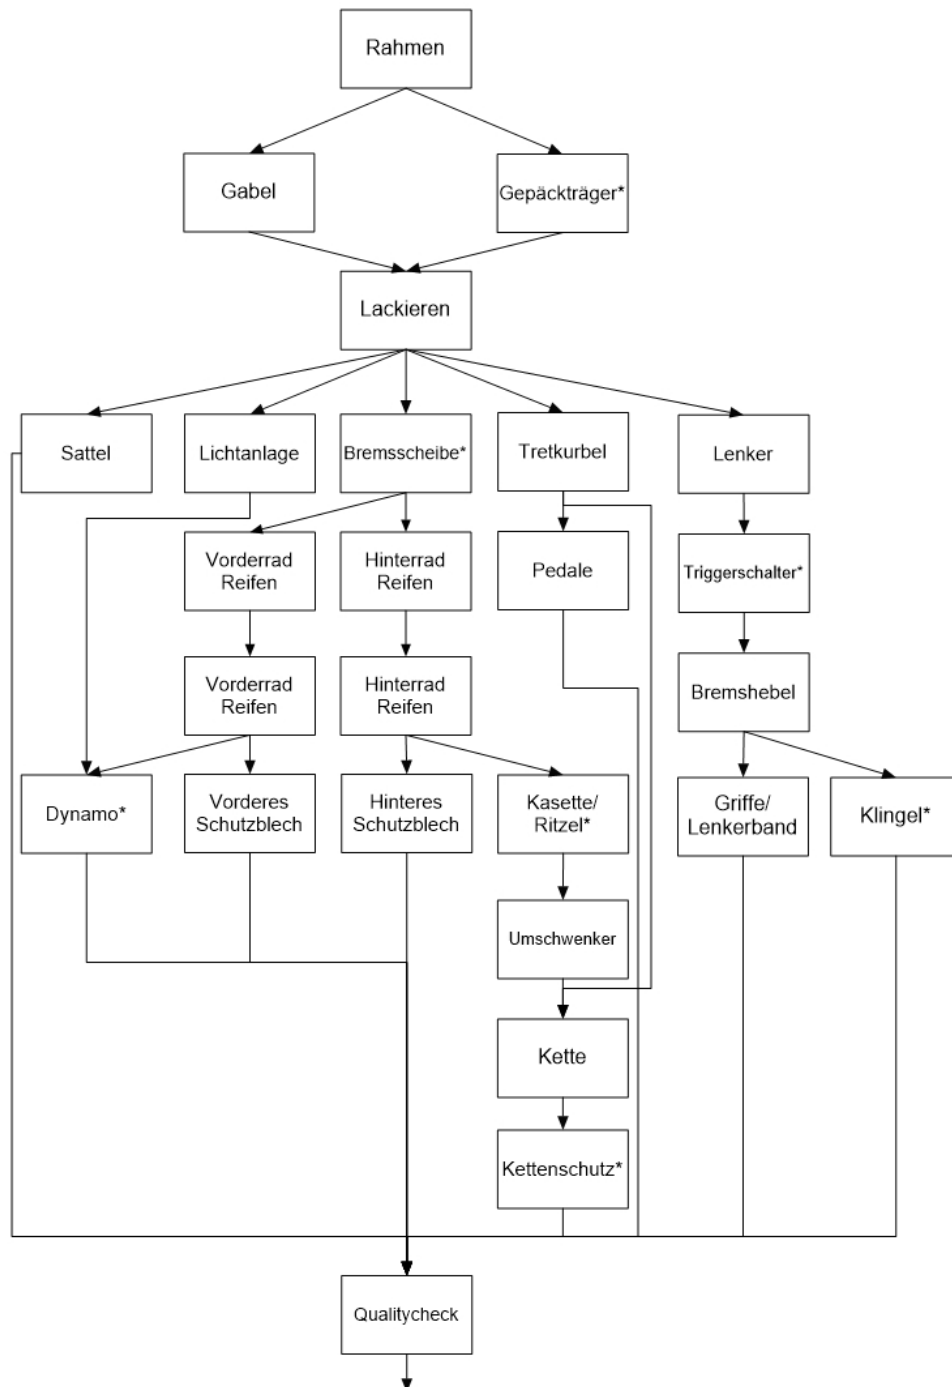 Rahmen
Gabel
Gepäckträger*
Lackieren
Sattel
Lichtanlage
Bremsscheibe*
Tretkurbel
Lenker
Vorderrad
Reifen
Hinterrad
Reifen
Pedale
Triggerschalter*
Vorderrad
Reifen
Hinterrad
Reifen
Bremshebel
Dynamo*
Vorderes
Schutzblech
Hinteres
Schutzblech
Kasette/
Ritzel*
Griffe/
Lenkerband
Klingel*
Umschwenker
Kette
Kettenschutz*
Qualitycheck